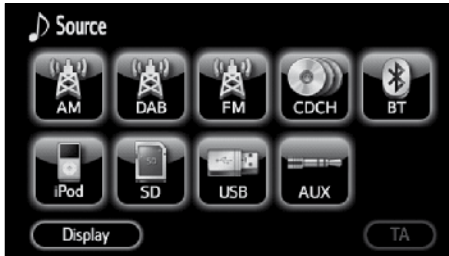 Source
AM DAB FM CDCH BT
iPod SD USB AUX
Display TA